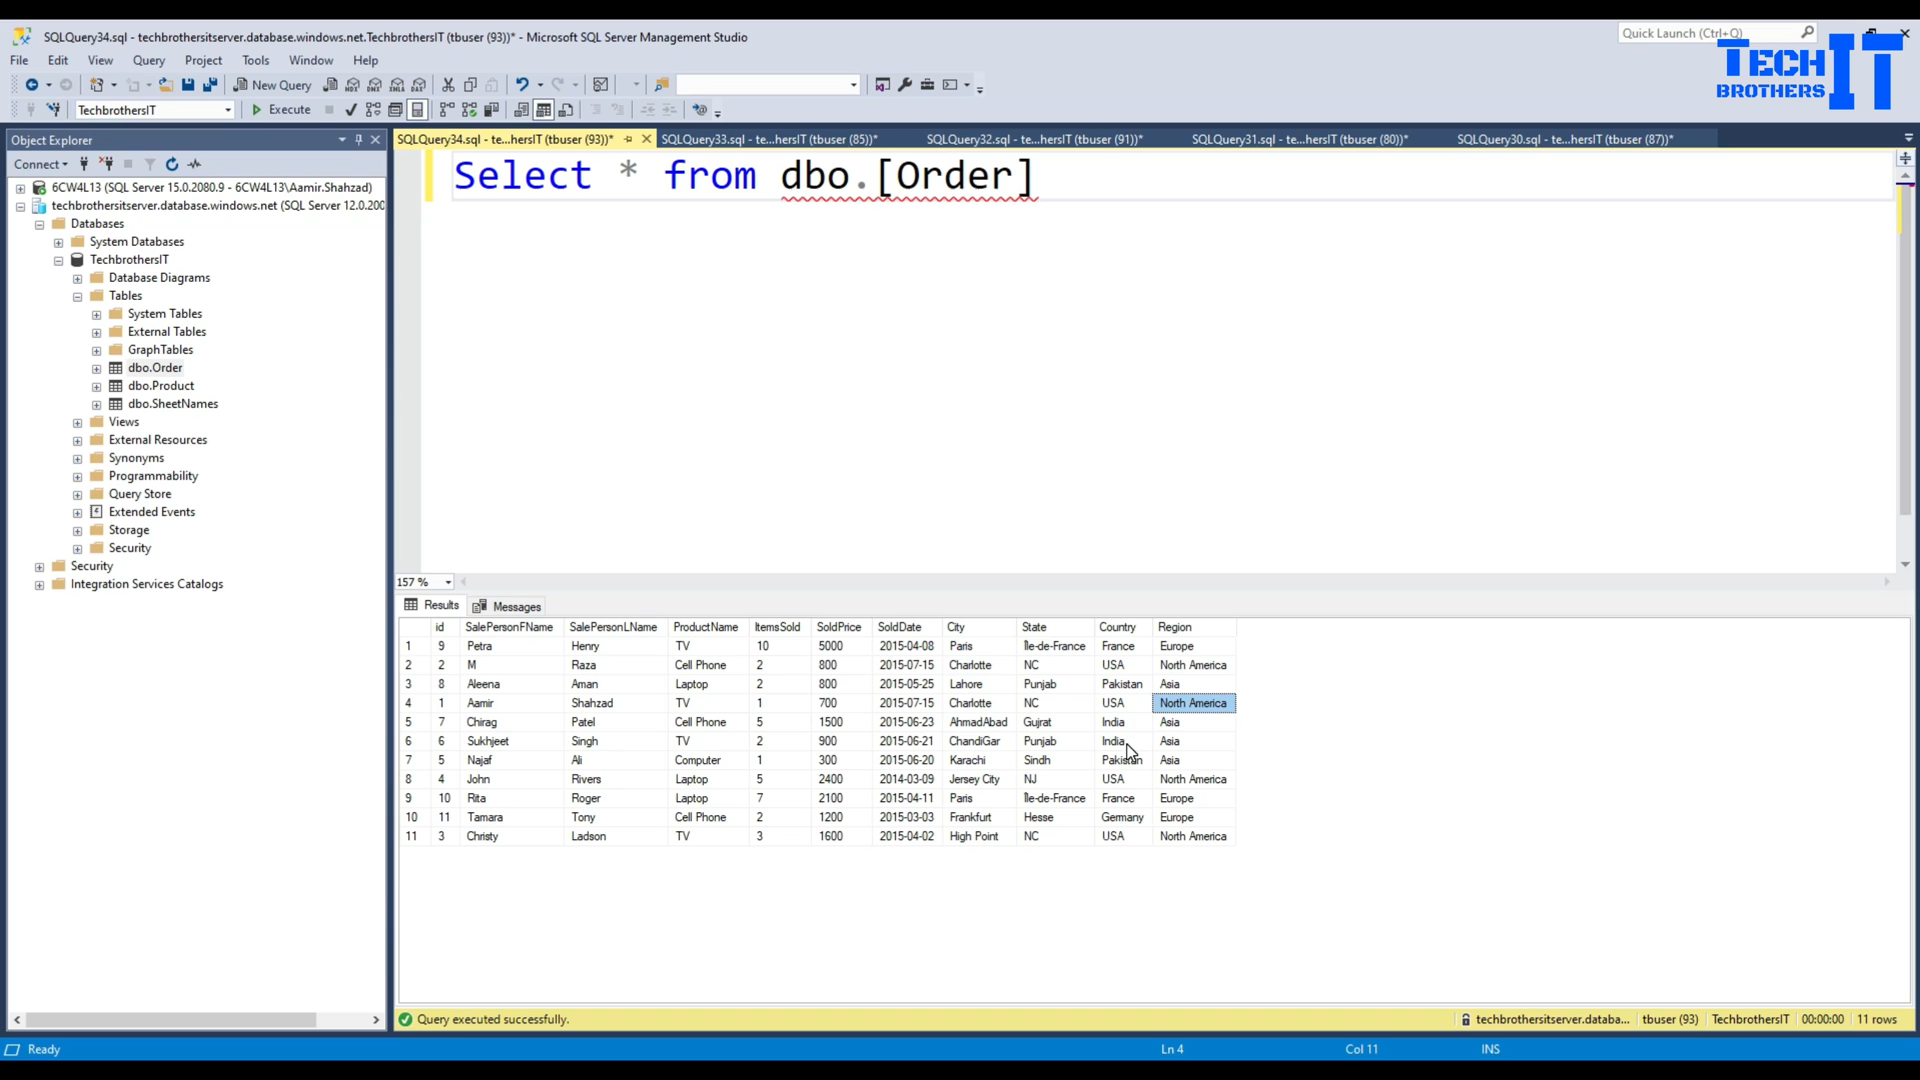 SQLQuery34.sql - techbrothersitserver.database.windows.net.TechbrothersIT (tbuser (93))* - Microsoft SQL Server Management Studio
Quick Launch (Ctrl+Q)
TECH BROTHERS IT
File Edit View Query Project Tools Window Help
New Query
TechbrothersIT Execute
Object Explorer
SQLQuery34.sql - te...hersIT (tbuser (93))* SQLQuery33.sql - te...hersIT (tbuser (85))* SQLQuery32.sql - te...hersIT (tbuser (91))* SQLQuery31.sql - te...hersIT (tbuser (80))* SQLQuery30.sql - te...hersIT (tbuser (87))*
Connect
Select * from dbo.[Order]
6CW4L13 (SQL Server 15.0.2080.9 - 6CW4L13\Aamir.Shahzad)
techbrothersitserver.database.windows.net (SQL Server 12.0.200
Databases
System Databases
TechbrothersIT
Database Diagrams
Tables
System Tables
External Tables
GraphTables
dbo.Order
dbo.Product
dbo.SheetNames
Views
External Resources
Synonyms
Programmability
Query Store
Extended Events
Storage
Security
Security
Integration Services Catalogs
157 %
Results Messages
id SalePersonFName SalePersonLName ProductName ItemsSold SoldPrice SoldDate City State Country Region
1 9 Petra Henry TV 10 5000 2015-04-08 Paris Île-de-France France Europe
2 2 M Raza Cell Phone 2 800 2015-07-15 Charlotte NC USA North America
3 8 Aleena Aman Laptop 2 800 2015-05-25 Lahore Punjab Pakistan Asia
4 1 Aamir Shahzad TV 1 700 2015-07-15 Charlotte NC USA North America
5 7 Chirag Patel Cell Phone 5 1500 2015-06-23 AhmadAbad Gujrat India Asia
6 6 Sukhjeet Singh TV 2 900 2015-06-21 ChandiGar Punjab India Asia
7 5 Najaf Ali Computer 1 300 2015-06-20 Karachi Sindh Pakistan Asia
8 4 John Rivers Laptop 5 2400 2014-03-09 Jersey City NJ USA North America
9 10 Rita Roger Laptop 7 2100 2015-04-11 Paris Île-de-France France Europe
10 11 Tamara Tony Cell Phone 2 1200 2015-03-03 Frankfurt Hesse Germany Europe
11 3 Christy Ladson TV 3 1600 2015-04-02 High Point NC USA North America
Query executed successfully. techbrothersitserver.databa... tbuser (93) TechbrothersIT 00:00:00 11 rows
Ready Ln 4 Col 11 INS